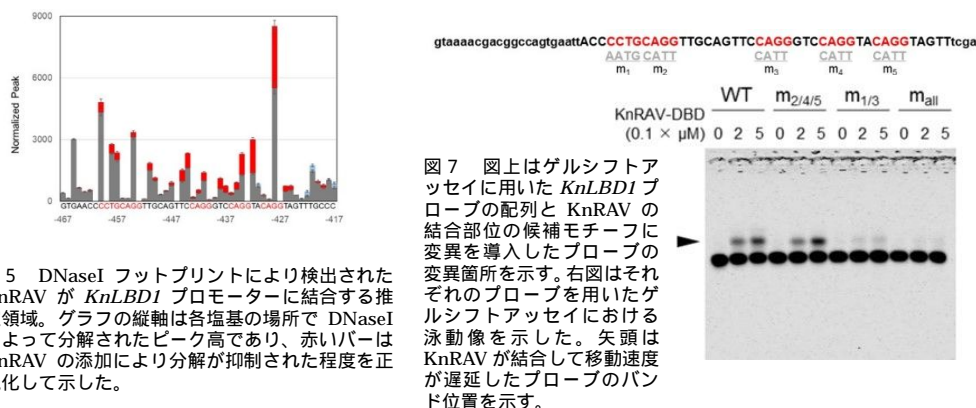 9000
6000
3000
0
Normalized Peak
GTGAACCCCCTGCAGGTTGCAGTTCCAGGGTCCAGGTACAGGTAGTTTGCCC
-467 -457 -447 -437 -427 -417
5 DNaseI フットプリントにより検出された
nRAV が KnLBD1 プロモーターに結合する推
領域。グラフの縦軸は各塩基の場所で DNaseI
よって分解されたピーク高であり、赤いバーは
nRAV の添加により分解が抑制された程度を正
化して示した。
gtaaaacgacggccagtgaattACCCCCTGCAGGTTGCAGTTCCAGGGTCCAGGTACAGGTAGTTTtcga
AATG CATT CATT CATT CATT
m1 m2 m3 m4 m5
WT m2/4/5 m1/3 mall
KnRAV-DBD
(0.1 × μM) 0 2 5 0 2 5 0 2 5 0 2 5
図7 図上はゲルシフトア
ッセイに用いた KnLBD1 プ
ローブの配列と KnRAV の
結合部位の候補モチーフに
変異を導入したプローブの
変異箇所を示す。右図はそれ
ぞれのプローブを用いたゲ
ルシフトアッセイにおける
泳動像を示した。矢頭は
KnRAV が結合して移動速度
が遅延したプローブのバン
ド位置を示す。